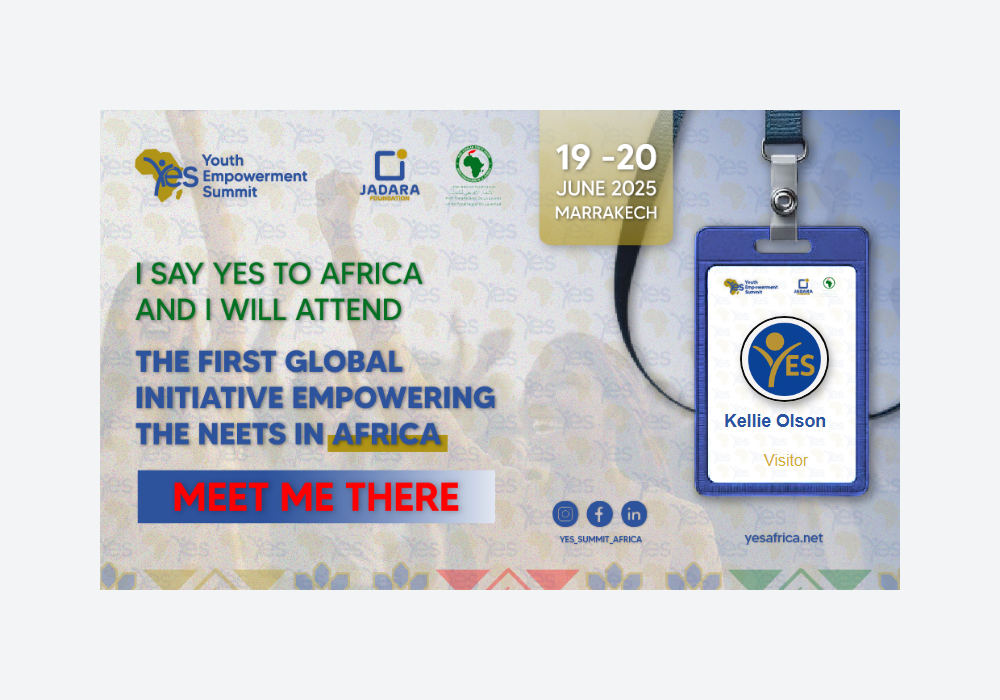 Yes Youth
Empowerment
Summit
JADARA
FOUNDATION
19 -20
JUNE 2025
MARRAKECH
I SAY YES TO AFRICA
AND I WILL ATTEND
THE FIRST GLOBAL
INITIATIVE EMPOWERING
THE NEETS IN AFRICA
MEET ME THERE
YES_SUMMIT_AFRICA
Yes Youth
Empowerment
Summit
JADARA
YES
Kellie Olson
Visitor
yesafrica.net